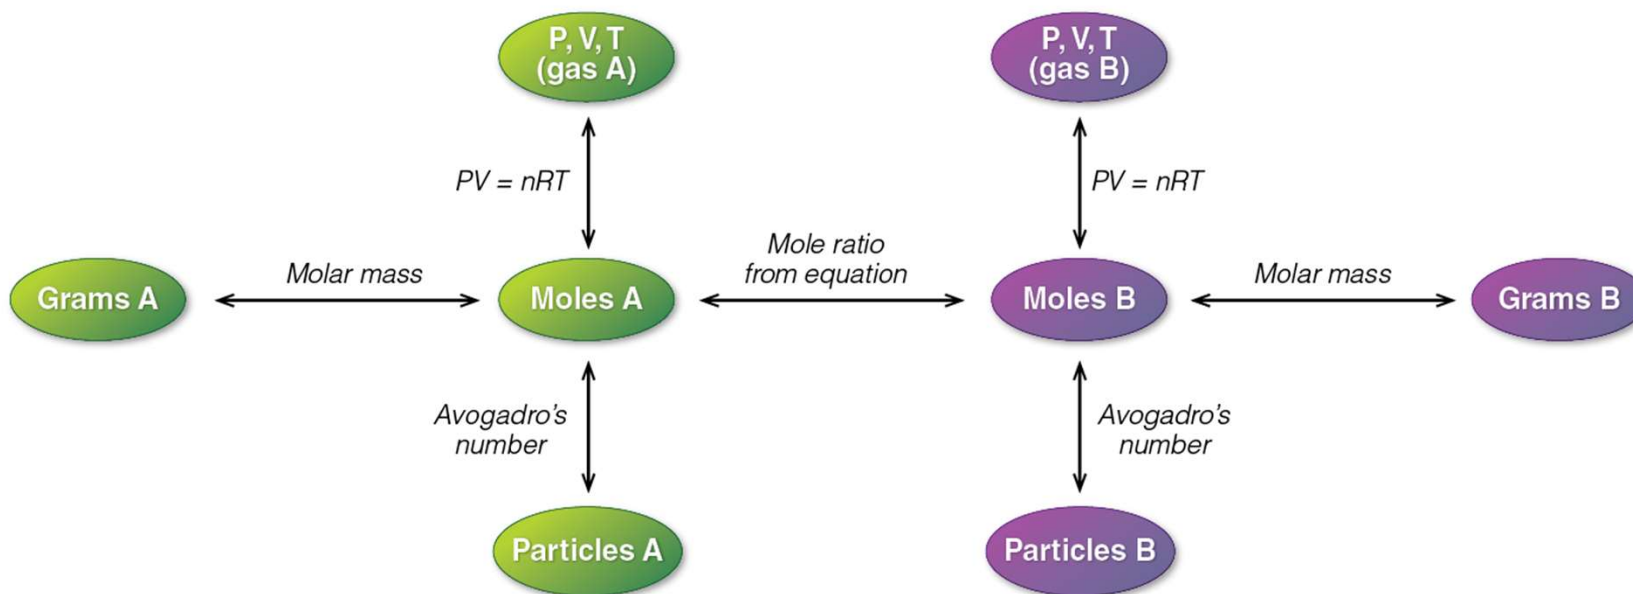 P, V, T
(gas A)
P, V, T
(gas B)
PV = nRT
PV = nRT
Grams A
Molar mass
Moles A
Mole ratio
from equation
Moles B
Molar mass
Grams B
Avogadro's
number
Avogadro's
number
Particles A
Particles B